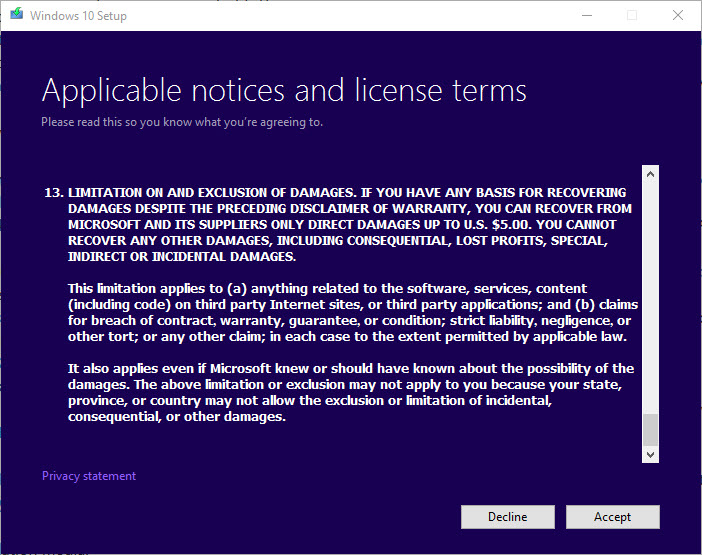 Windows 10 Setup
Applicable notices and license terms
Please read this so you know what you're agreeing to.
13. LIMITATION ON AND EXCLUSION OF DAMAGES. IF YOU HAVE ANY BASIS FOR RECOVERING
DAMAGES DESPITE THE PRECEDING DISCLAIMER OF WARRANTY, YOU CAN RECOVER FROM
MICROSOFT AND ITS SUPPLIERS ONLY DIRECT DAMAGES UP TO U.S. $5.00. YOU CANNOT
RECOVER ANY OTHER DAMAGES, INCLUDING CONSEQUENTIAL, LOST PROFITS, SPECIAL,
INDIRECT OR INCIDENTAL DAMAGES.
This limitation applies to (a) anything related to the software, services, content
(including code) on third party Internet sites, or third party applications; and (b) claims
for breach of contract, warranty, guarantee, or condition; strict liability, negligence, or
other tort; or any other claim; in each case to the extent permitted by applicable law.
It also applies even if Microsoft knew or should have known about the possibility of the
damages. The above limitation or exclusion may not apply to you because your state,
province, or country may not allow the exclusion or limitation of incidental,
consequential, or other damages.
Privacy statement
Decline
Accept